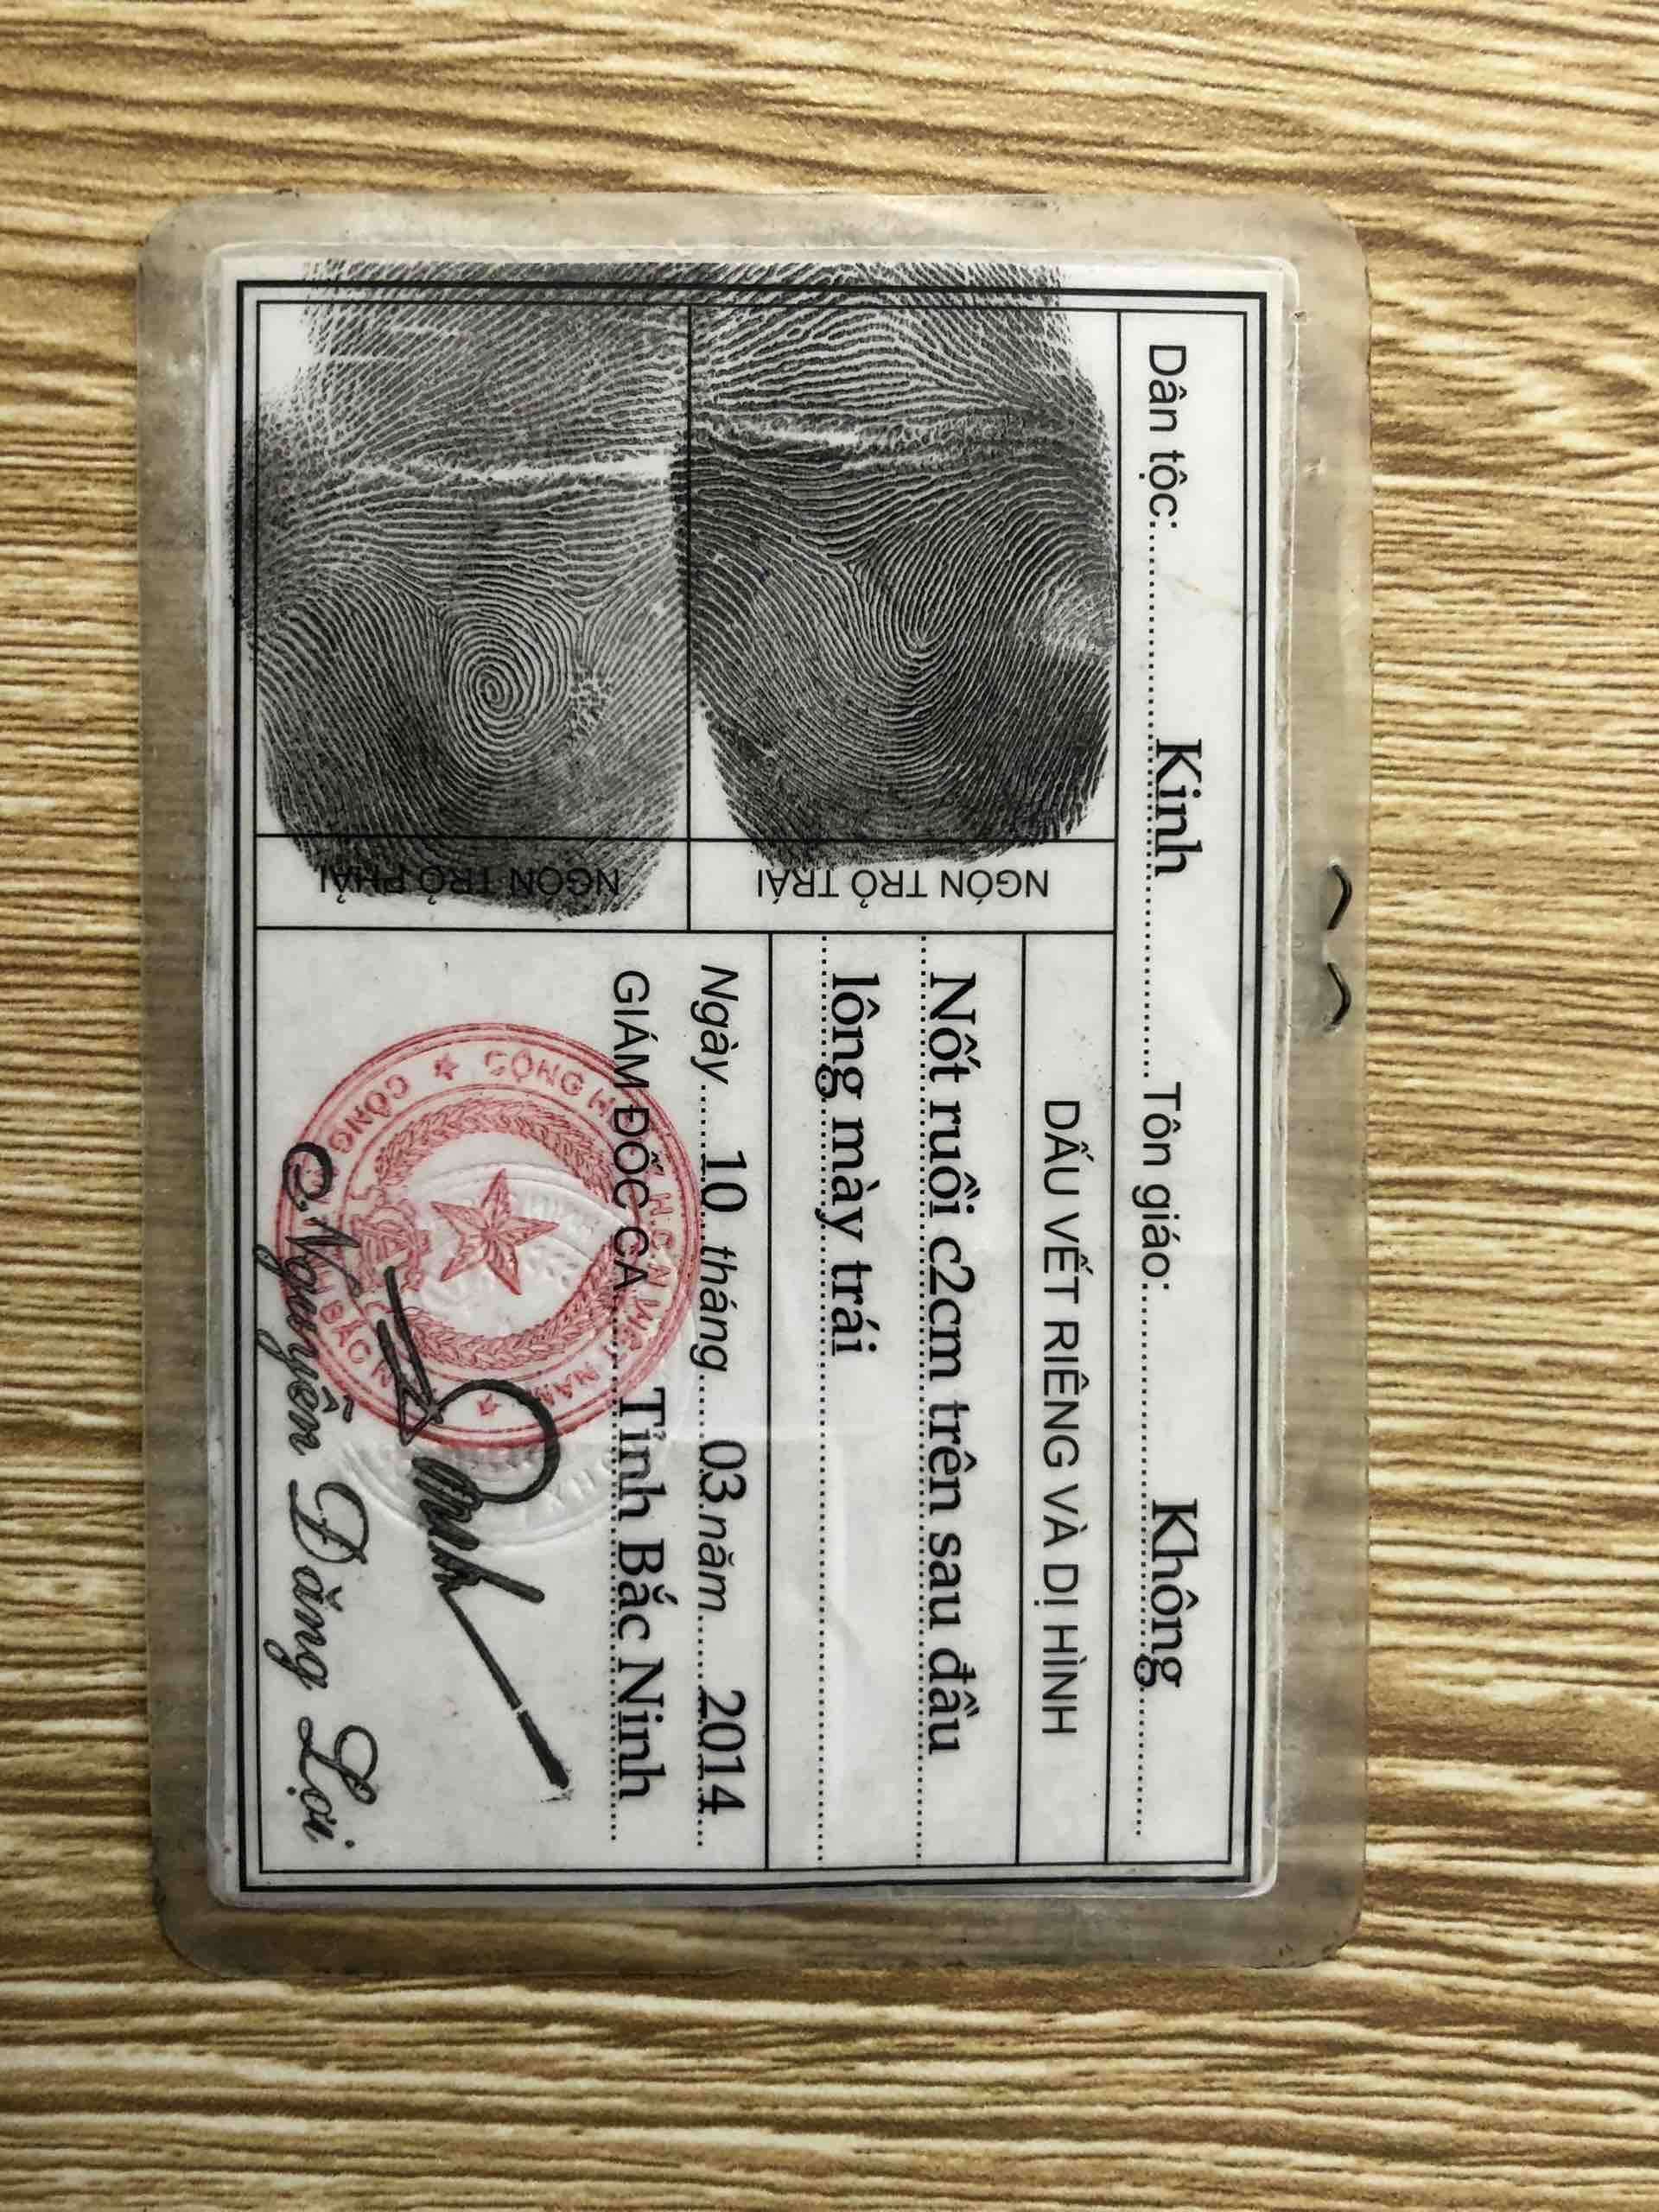 Dân tộc: Kinh Tôn giáo: Không
NGÓN TRỎ TRÁI
NGÓN TRỎ PHẢI
DẤU VẾT RIÊNG VÀ DỊ HÌNH
Nốt ruồi c2cm trên sau đầu
lông mày trái
Ngày 10 tháng 03 năm 2014
GIÁM ĐỐC CA Tỉnh Bắc Ninh
Nguyễn Đăng Lợi